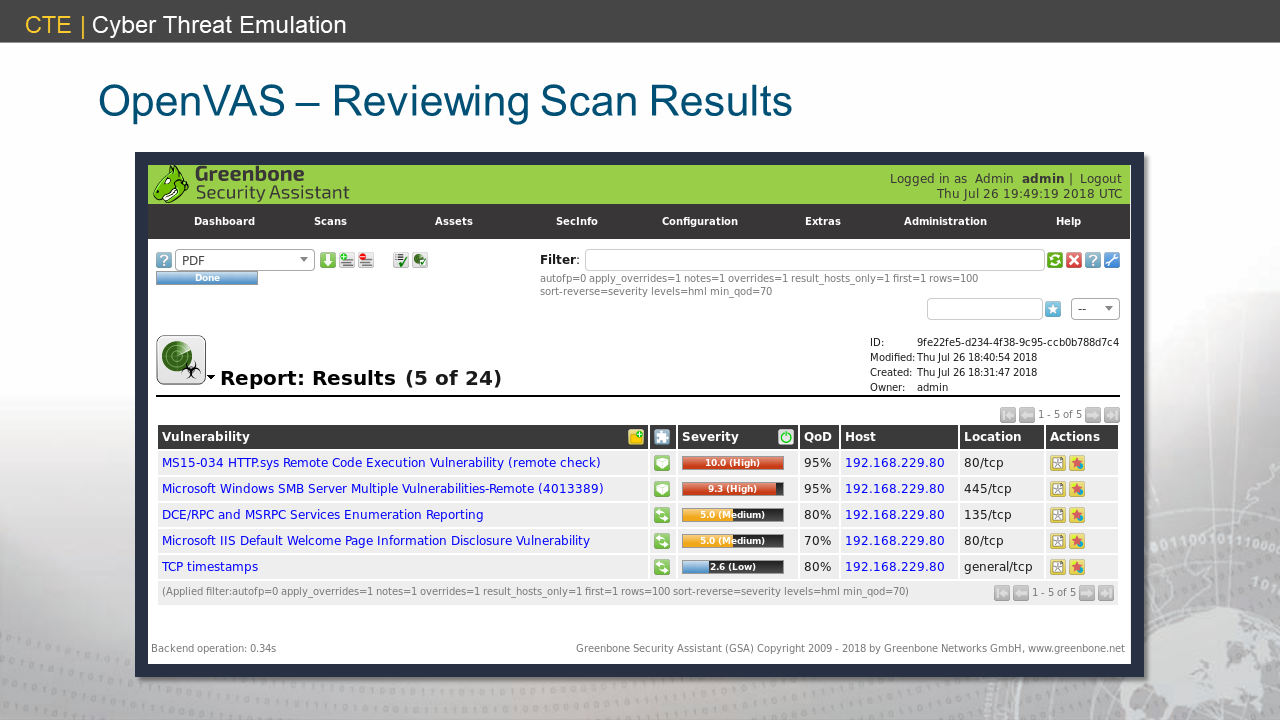 CTE | Cyber Threat Emulation
OpenVAS – Reviewing Scan Results
Greenbone
Security Assistant
Logged in as Admin admin | Logout
Thu Jul 26 19:49:19 2018 UTC
Dashboard Scans Assets SecInfo Configuration Extras Administration Help
PDF
Done
Filter:
autofp=0 apply_overrides=1 notes=1 overrides=1 result_hosts_only=1 first=1 rows=100
sort-reverse=severity levels=hml min_qod=70
--
Report: Results (5 of 24)
ID: 9fe22fe5-d234-4f38-9c95-ccb0b788d7c4
Modified: Thu Jul 26 18:40:54 2018
Created: Thu Jul 26 18:31:47 2018
Owner: admin
1 - 5 of 5
Vulnerability Severity QoD Host Location Actions
MS15-034 HTTP.sys Remote Code Execution Vulnerability (remote check) 10.0 (High) 95% 192.168.229.80 80/tcp
Microsoft Windows SMB Server Multiple Vulnerabilities-Remote (4013389) 9.3 (High) 95% 192.168.229.80 445/tcp
DCE/RPC and MSRPC Services Enumeration Reporting 5.0 (Medium) 80% 192.168.229.80 135/tcp
Microsoft IIS Default Welcome Page Information Disclosure Vulnerability 5.0 (Medium) 70% 192.168.229.80 80/tcp
TCP timestamps 2.6 (Low) 80% 192.168.229.80 general/tcp
(Applied filter:autofp=0 apply_overrides=1 notes=1 overrides=1 result_hosts_only=1 first=1 rows=100 sort-reverse=severity levels=hml min_qod=70) 1 - 5 of 5
Backend operation: 0.34s Greenbone Security Assistant (GSA) Copyright 2009 - 2018 by Greenbone Networks GmbH, www.greenbone.net